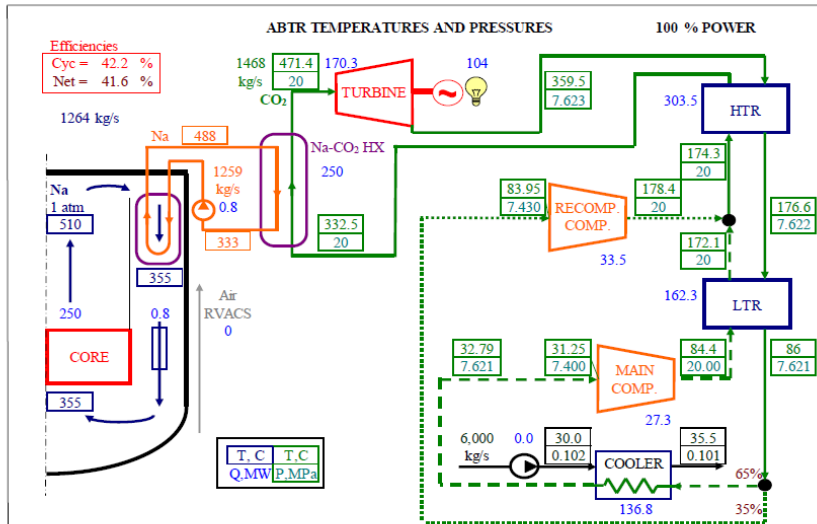 ABTR TEMPERATURES AND PRESSURES
100 % POWER
Efficiencies
Cyc = 42.2 %
Net = 41.6 %
1264 kg/s
1468
kg/s
471.4
20
CO₂
170.3
TURBINE
~
104
359.5
7.623
303.5
HTR
Na
488
Na-CO₂ HX
250
1259
kg/s
0.8
333
332.5
20
Na
1 atm
510
355
250
0.8
CORE
355
Air
RVACS
0
83.95
7.430
RECOMP.
COMP.
33.5
178.4
20
174.3
20
176.6
7.622
172.1
20
162.3
LTR
32.79
7.621
31.25
7.400
MAIN
COMP.
27.3
84.4
20.00
86
7.621
6,000
kg/s
0.0
30.0
0.102
COOLER
136.8
35.5
0.101
65%
35%
T, C T,C
Q,MW P,MPa